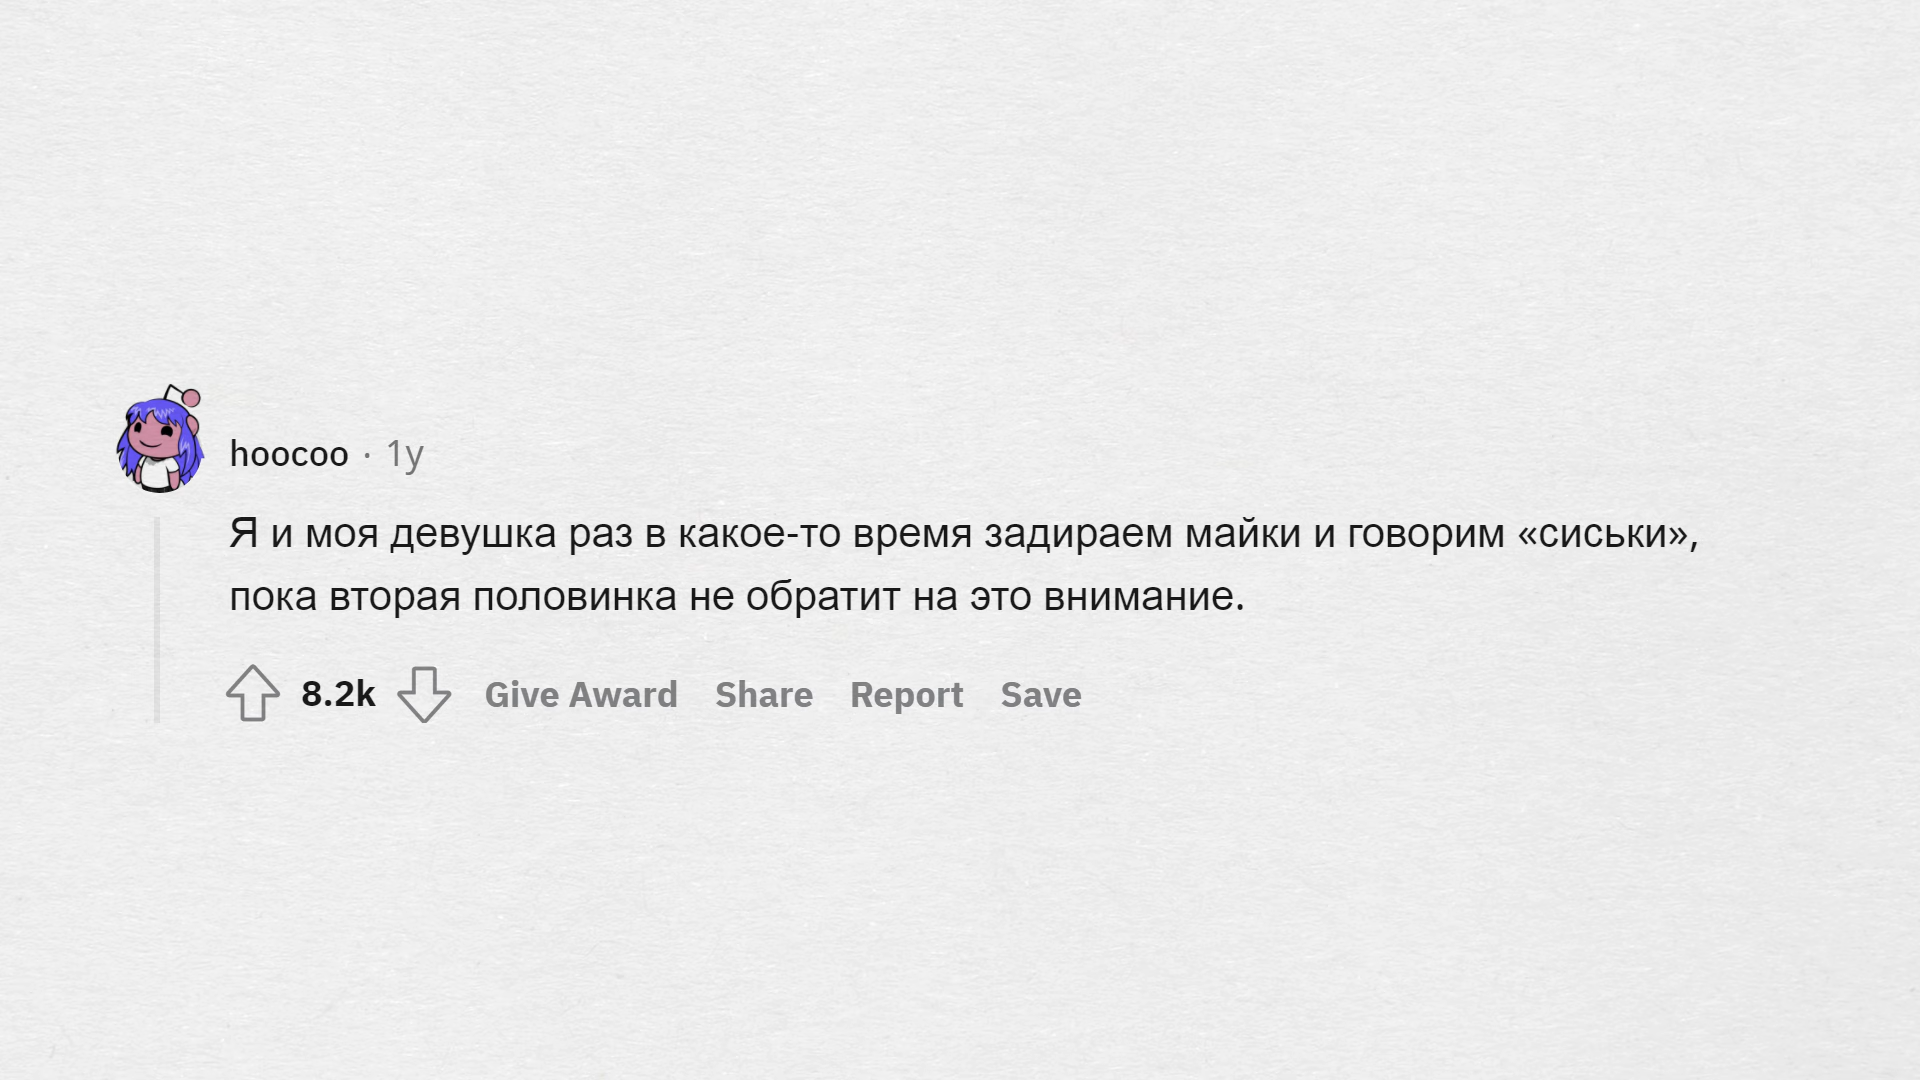 hoocoo · 1y
Я и моя девушка раз в какое-то время задираем майки и говорим «сиськи»,
пока вторая половинка не обратит на это внимание.
8.2k Give Award Share Report Save